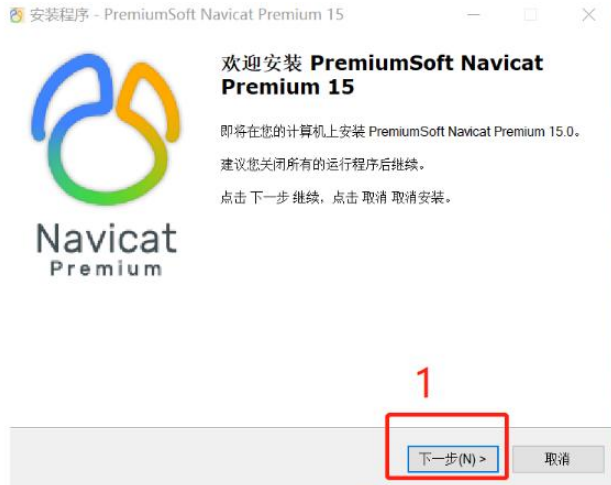 安装程序 - PremiumSoft Navicat Premium 15
欢迎安装 PremiumSoft Navicat
Premium 15
即将在您的计算机上安装 PremiumSoft Navicat Premium 15.0。
建议您关闭所有的运行程序后继续。
点击 下一步 继续，点击 取消 取消安装。
Navicat
Premium
1
下一步(N) >
取消